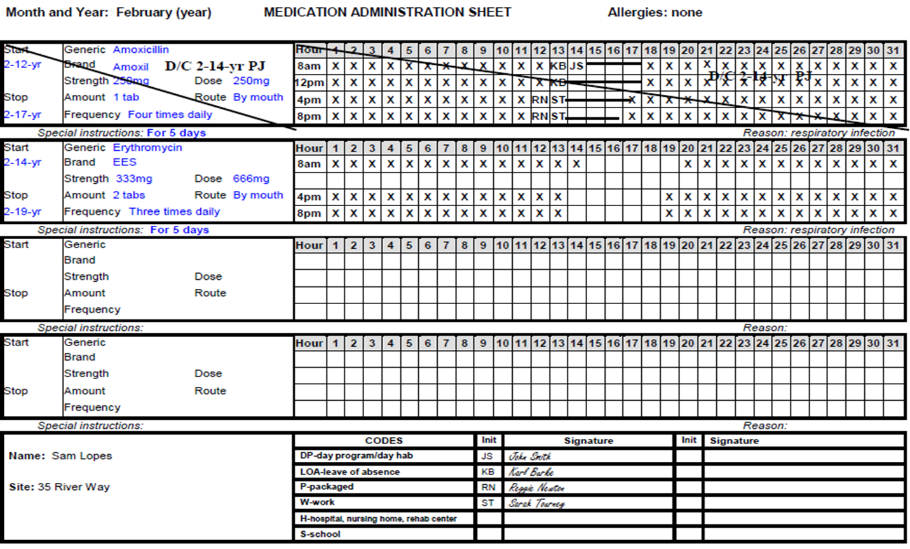 Month and Year: February (year) MEDICATION ADMINISTRATION SHEET Allergies: none
Start Generic Amoxicillin Hour 1 2 3 4 5 6 7 8 9 10 11 12 13 14 15 16 17 18 19 20 21 22 23 24 25 26 27 28 29 30 31
2-12-yr Brand Amoxil D/C 2-14-yr PJ 8am X X X X X X X X X X X X KB JS X X X X X X X X X X X X X X
Strength 250mg Dose 250mg 12pm X X X X X X X X X X X X KB D/C 2-14-yr PJ X X X X X X X X X X X X X X
Stop Amount 1 tab Route By mouth 4pm X X X X X X X X X X X RN ST X X X X X X X X X X X X X X X
2-17-yr Frequency Four times daily 8pm X X X X X X X X X X X RN ST X X X X X X X X X X X X X X X
Special instructions: For 5 days Reason: respiratory infection
Start Generic Erythromycin Hour 1 2 3 4 5 6 7 8 9 10 11 12 13 14 15 16 17 18 19 20 21 22 23 24 25 26 27 28 29 30 31
2-14-yr Brand EES 8am X X X X X X X X X X X X X X X X X X X X X X X X X X
Strength 333mg Dose 666mg
Stop Amount 2 tabs Route By mouth 4pm X X X X X X X X X X X X X X X X X X X X X X X X X X
2-19-yr Frequency Three times daily 8pm X X X X X X X X X X X X X X X X X X X X X X X X X X
Special instructions: For 5 days Reason: respiratory infection
Start Generic Hour 1 2 3 4 5 6 7 8 9 10 11 12 13 14 15 16 17 18 19 20 21 22 23 24 25 26 27 28 29 30 31
Brand
Strength Dose
Stop Amount Route
Frequency
Special instructions: Reason:
Start Generic Hour 1 2 3 4 5 6 7 8 9 10 11 12 13 14 15 16 17 18 19 20 21 22 23 24 25 26 27 28 29 30 31
Brand
Strength Dose
Stop Amount Route
Frequency
Special instructions: Reason:
CODES Init Signature Init Signature
Name: Sam Lopes DP-day program/day hab JS John Smith
LOA-leave of absence KB Karl Burke
Site: 35 River Way P-packaged RN Reggie Newton
W-work ST Sarah Tourney
H-hospital, nursing home, rehab center
S-school